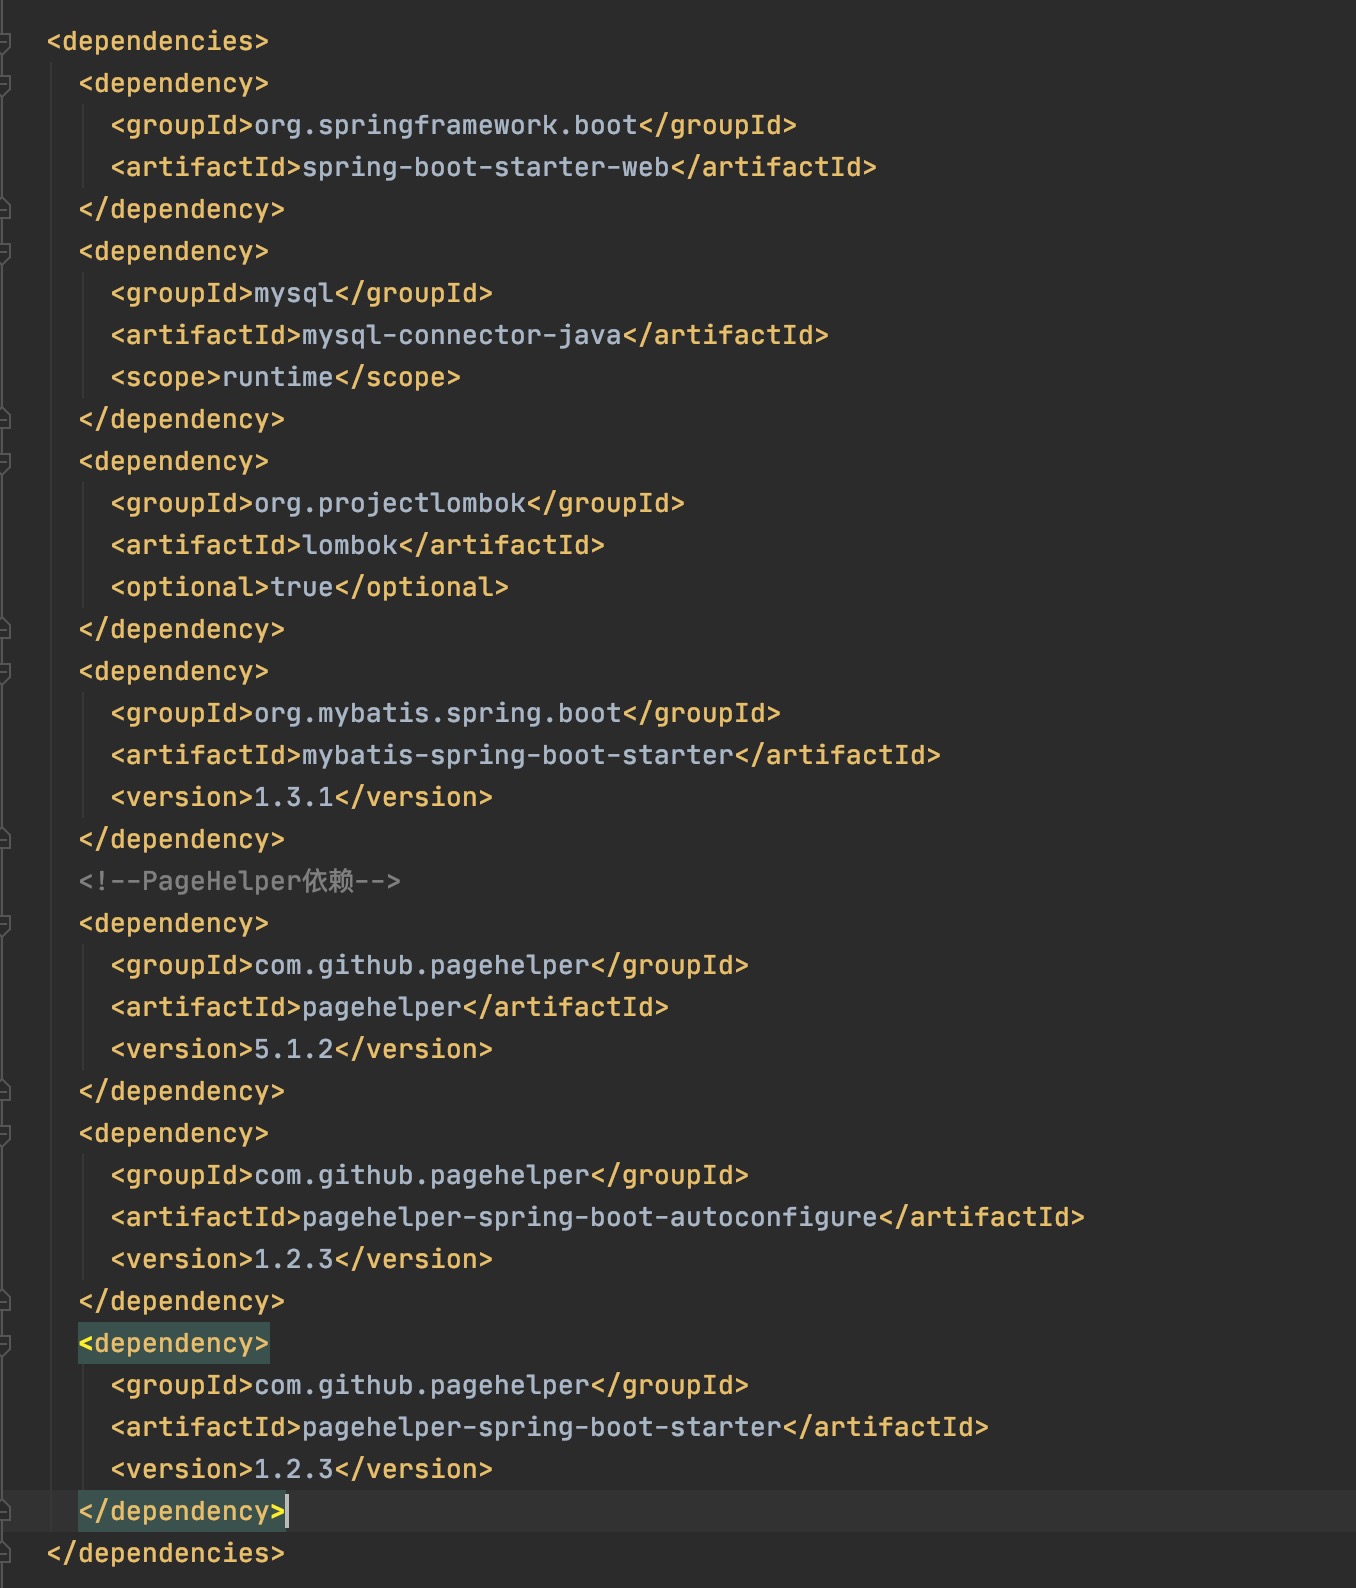 <dependencies>
<dependency>
<groupId>org.springframework.boot</groupId>
<artifactId>spring-boot-starter-web</artifactId>
</dependency>
<dependency>
<groupId>mysql</groupId>
<artifactId>mysql-connector-java</artifactId>
<scope>runtime</scope>
</dependency>
<dependency>
<groupId>org.projectlombok</groupId>
<artifactId>lombok</artifactId>
<optional>true</optional>
</dependency>
<dependency>
<groupId>org.mybatis.spring.boot</groupId>
<artifactId>mybatis-spring-boot-starter</artifactId>
<version>1.3.1</version>
</dependency>
<!--PageHelper依赖-->
<dependency>
<groupId>com.github.pagehelper</groupId>
<artifactId>pagehelper</artifactId>
<version>5.1.2</version>
</dependency>
<dependency>
<groupId>com.github.pagehelper</groupId>
<artifactId>pagehelper-spring-boot-autoconfigure</artifactId>
<version>1.2.3</version>
</dependency>
<dependency>
<groupId>com.github.pagehelper</groupId>
<artifactId>pagehelper-spring-boot-starter</artifactId>
<version>1.2.3</version>
</dependency>
</dependencies>